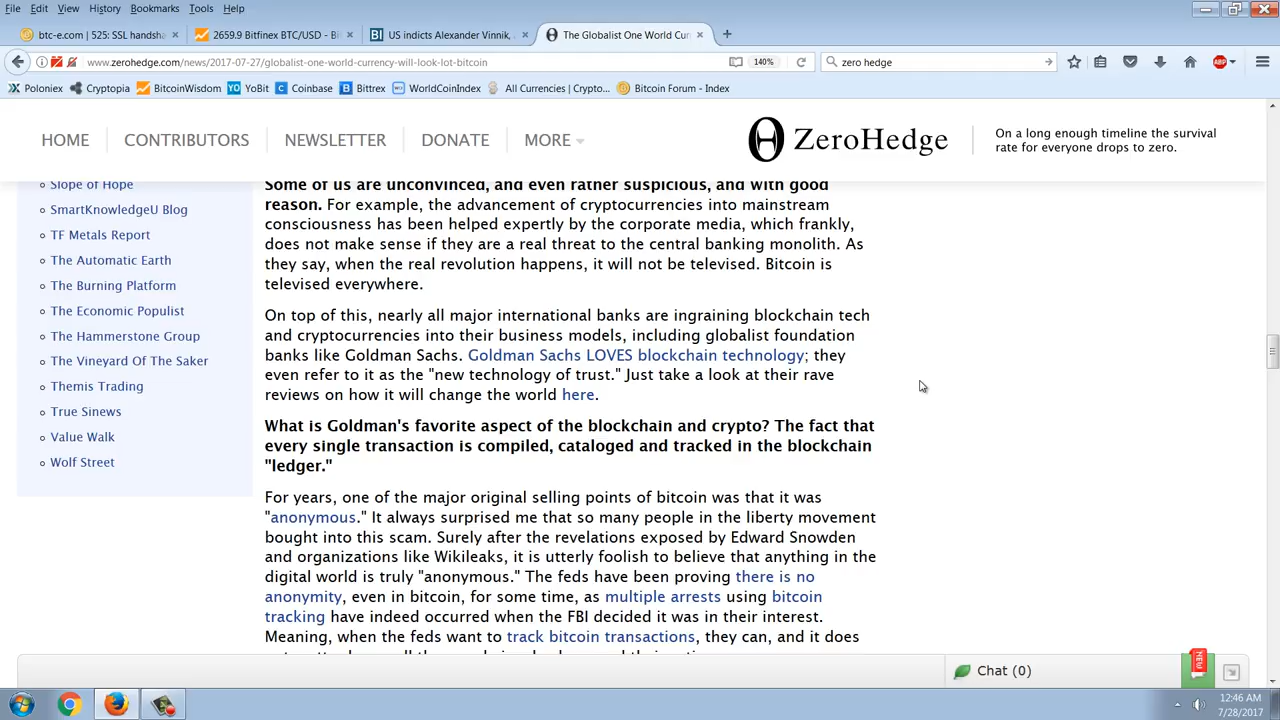 File Edit View History Bookmarks Tools Help
btc-e.com | 525: SSL handsha
2659.9 Bitfinex BTC/USD - B
BI US indicts Alexander Vinnik,
The Globalist One World Cur
www.zerohedge.com/news/2017-07-27/globalist-one-world-currency-will-look-lot-bitcoin
140%
zero hedge
ABP
Poloniex Cryptopia BitcoinWisdom YO YoBit C Coinbase B Bittrex WorldCoinIndex All Currencies | Crypto... Bitcoin Forum - Index
HOME CONTRIBUTORS NEWSLETTER DONATE MORE
ZeroHedge
On a long enough timeline the survival
rate for everyone drops to zero.
Slope of Hope
SmartKnowledgeU Blog
TF Metals Report
The Automatic Earth
The Burning Platform
The Economic Populist
The Hammerstone Group
The Vineyard Of The Saker
Themis Trading
True Sinews
Value Walk
Wolf Street
Some of us are unconvinced, and even rather suspicious, and with good
reason. For example, the advancement of cryptocurrencies into mainstream
consciousness has been helped expertly by the corporate media, which frankly,
does not make sense if they are a real threat to the central banking monolith. As
they say, when the real revolution happens, it will not be televised. Bitcoin is
televised everywhere.
On top of this, nearly all major international banks are ingraining blockchain tech
and cryptocurrencies into their business models, including globalist foundation
banks like Goldman Sachs. Goldman Sachs LOVES blockchain technology; they
even refer to it as the "new technology of trust." Just take a look at their rave
reviews on how it will change the world here.
What is Goldman's favorite aspect of the blockchain and crypto? The fact that
every single transaction is compiled, cataloged and tracked in the blockchain
"ledger."
For years, one of the major original selling points of bitcoin was that it was
"anonymous." It always surprised me that so many people in the liberty movement
bought into this scam. Surely after the revelations exposed by Edward Snowden
and organizations like Wikileaks, it is utterly foolish to believe that anything in the
digital world is truly "anonymous." The feds have been proving there is no
anonymity, even in bitcoin, for some time, as multiple arrests using bitcoin
tracking have indeed occurred when the FBI decided it was in their interest.
Meaning, when the feds want to track bitcoin transactions, they can, and it does
Chat (0)
NEW
12:46 AM
7/28/2017